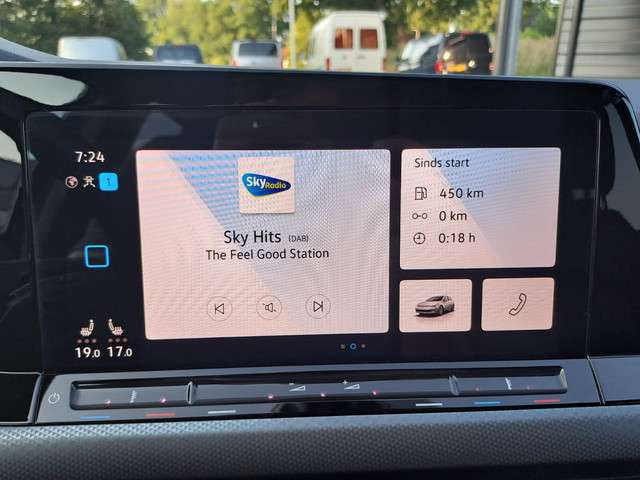 7:24
1
Sky Radio
Sky Hits (DAB)
The Feel Good Station
Sinds start
450 km
0 km
0:18 h
19.0 17.0